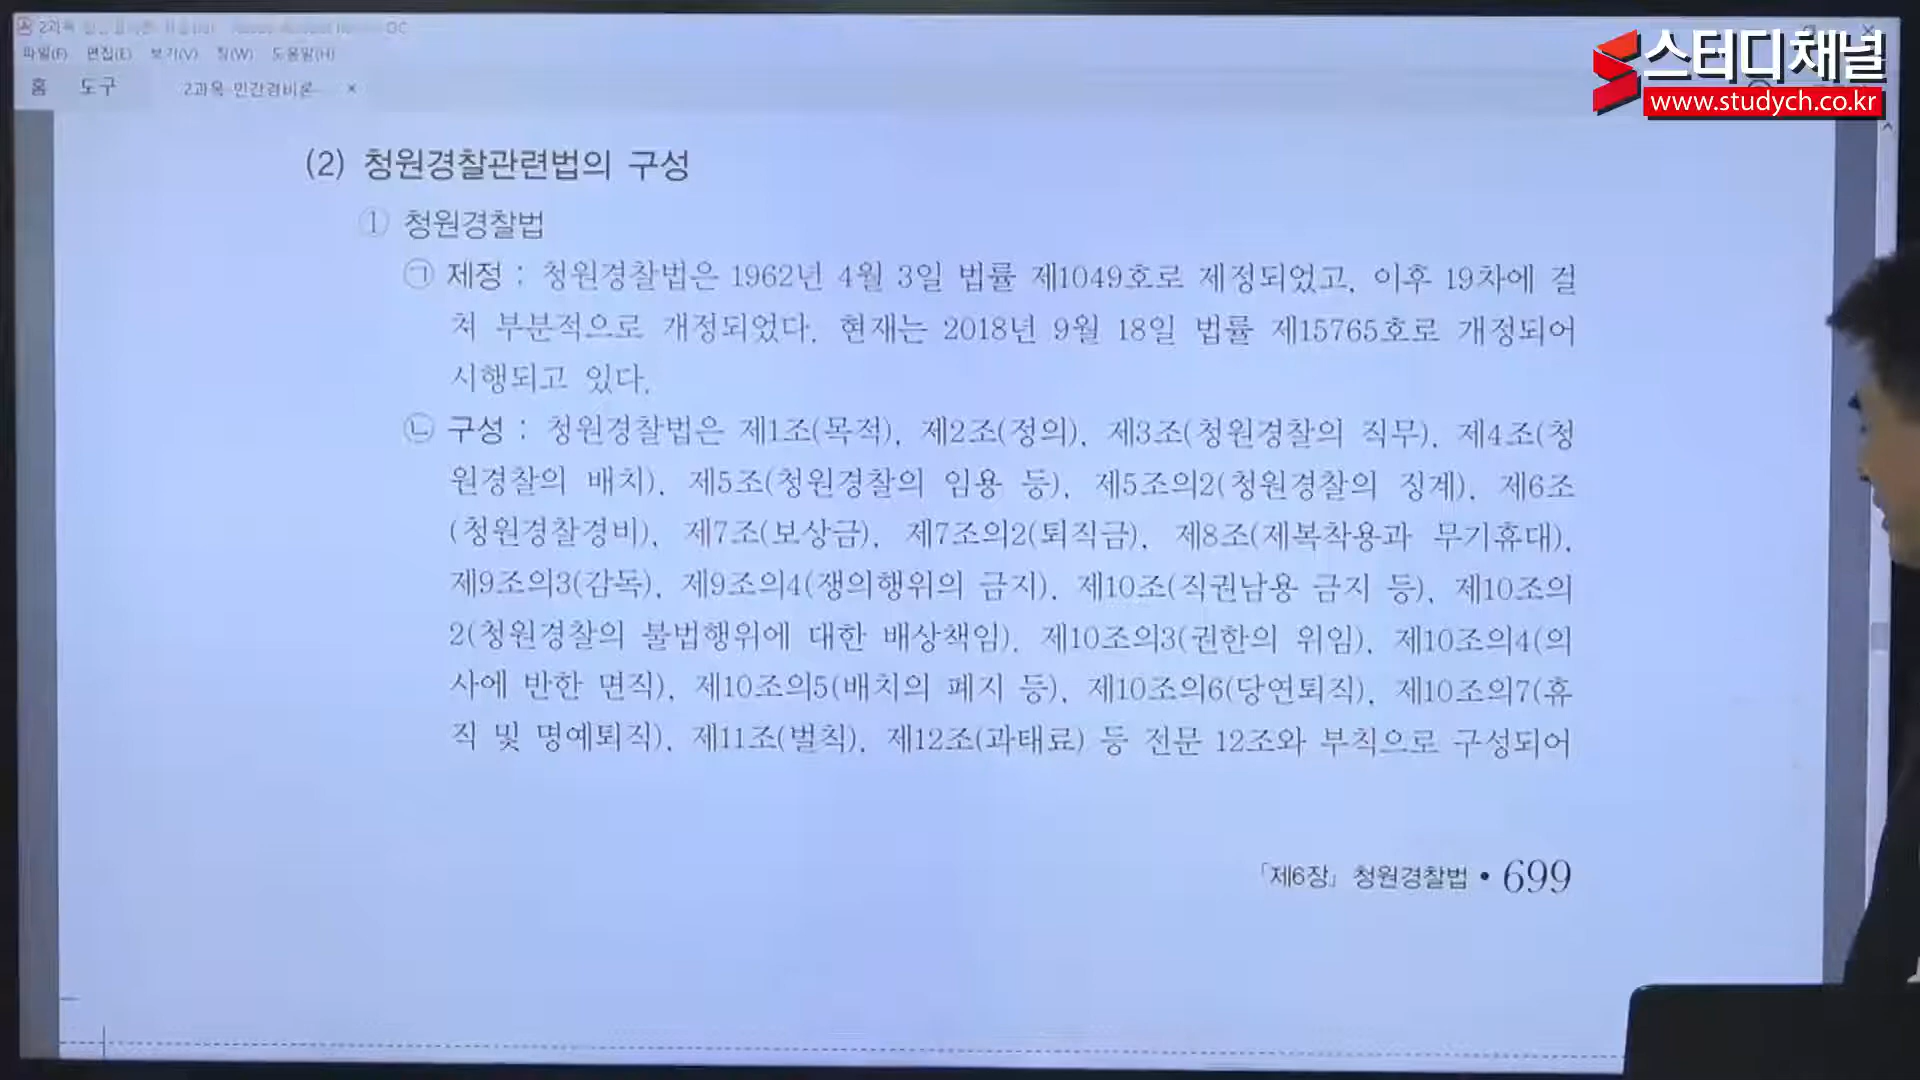 스터디채널
www.studych.co.kr
2과목
파일(F) 편집(E) 보기(V) 창(W) 도움말(H)
홈 도구 2과목-민간경비론- ×
(2) 청원경찰관련법의 구성
① 청원경찰법
㉠ 제정 : 청원경찰법은 1962년 4월 3일 법률 제1049호로 제정되었고, 이후 19차에 걸
쳐 부분적으로 개정되었다. 현재는 2018년 9월 18일 법률 제15765호로 개정되어
시행되고 있다.
㉡ 구성 : 청원경찰법은 제1조(목적), 제2조(정의), 제3조(청원경찰의 직무), 제4조(청
원경찰의 배치), 제5조(청원경찰의 임용 등), 제5조의2(청원경찰의 징계), 제6조
(청원경찰경비), 제7조(보상금), 제7조의2(퇴직금), 제8조(제복착용과 무기휴대),
제9조의3(감독), 제9조의4(쟁의행위의 금지), 제10조(직권남용 금지 등), 제10조의
2(청원경찰의 불법행위에 대한 배상책임), 제10조의3(권한의 위임), 제10조의4(의
사에 반한 면직), 제10조의5(배치의 폐지 등), 제10조의6(당연퇴직), 제10조의7(휴
직 및 명예퇴직), 제11조(벌칙), 제12조(과태료) 등 전문 12조와 부칙으로 구성되어
「제6장」 청원경찰법 • 699